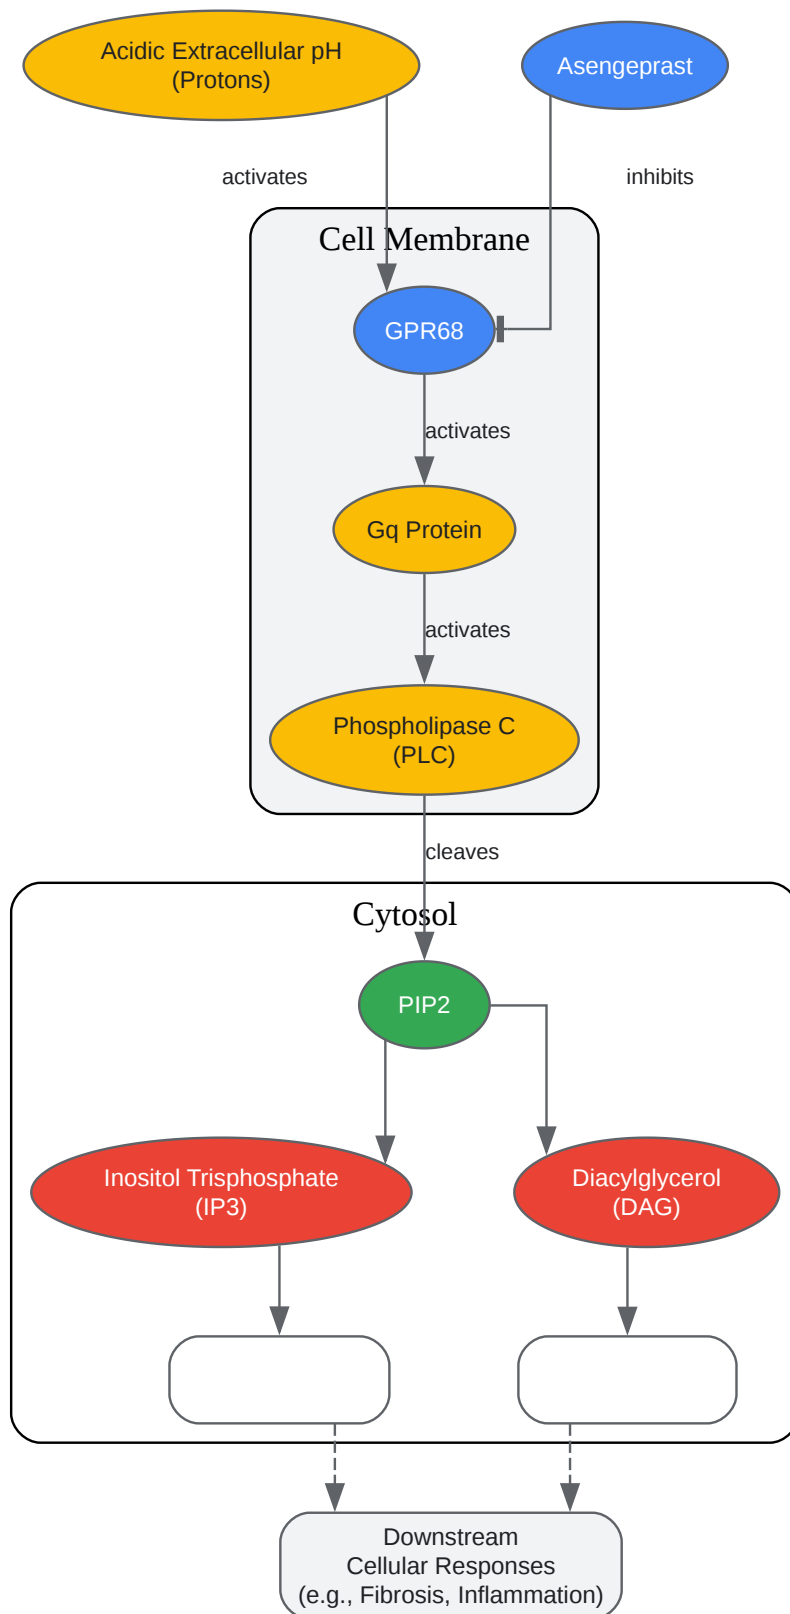 Acidic Extracellular pH
(Protons)
Asengeprast
activates
inhibits
Cell Membrane
GPR68
activates
Gq Protein
activates
Phospholipase C
(PLC)
cleaves
Cytosol
PIP2
Inositol Trisphosphate
(IP3)
Diacylglycerol
(DAG)
Downstream
Cellular Responses
(e.g., Fibrosis, Inflammation)